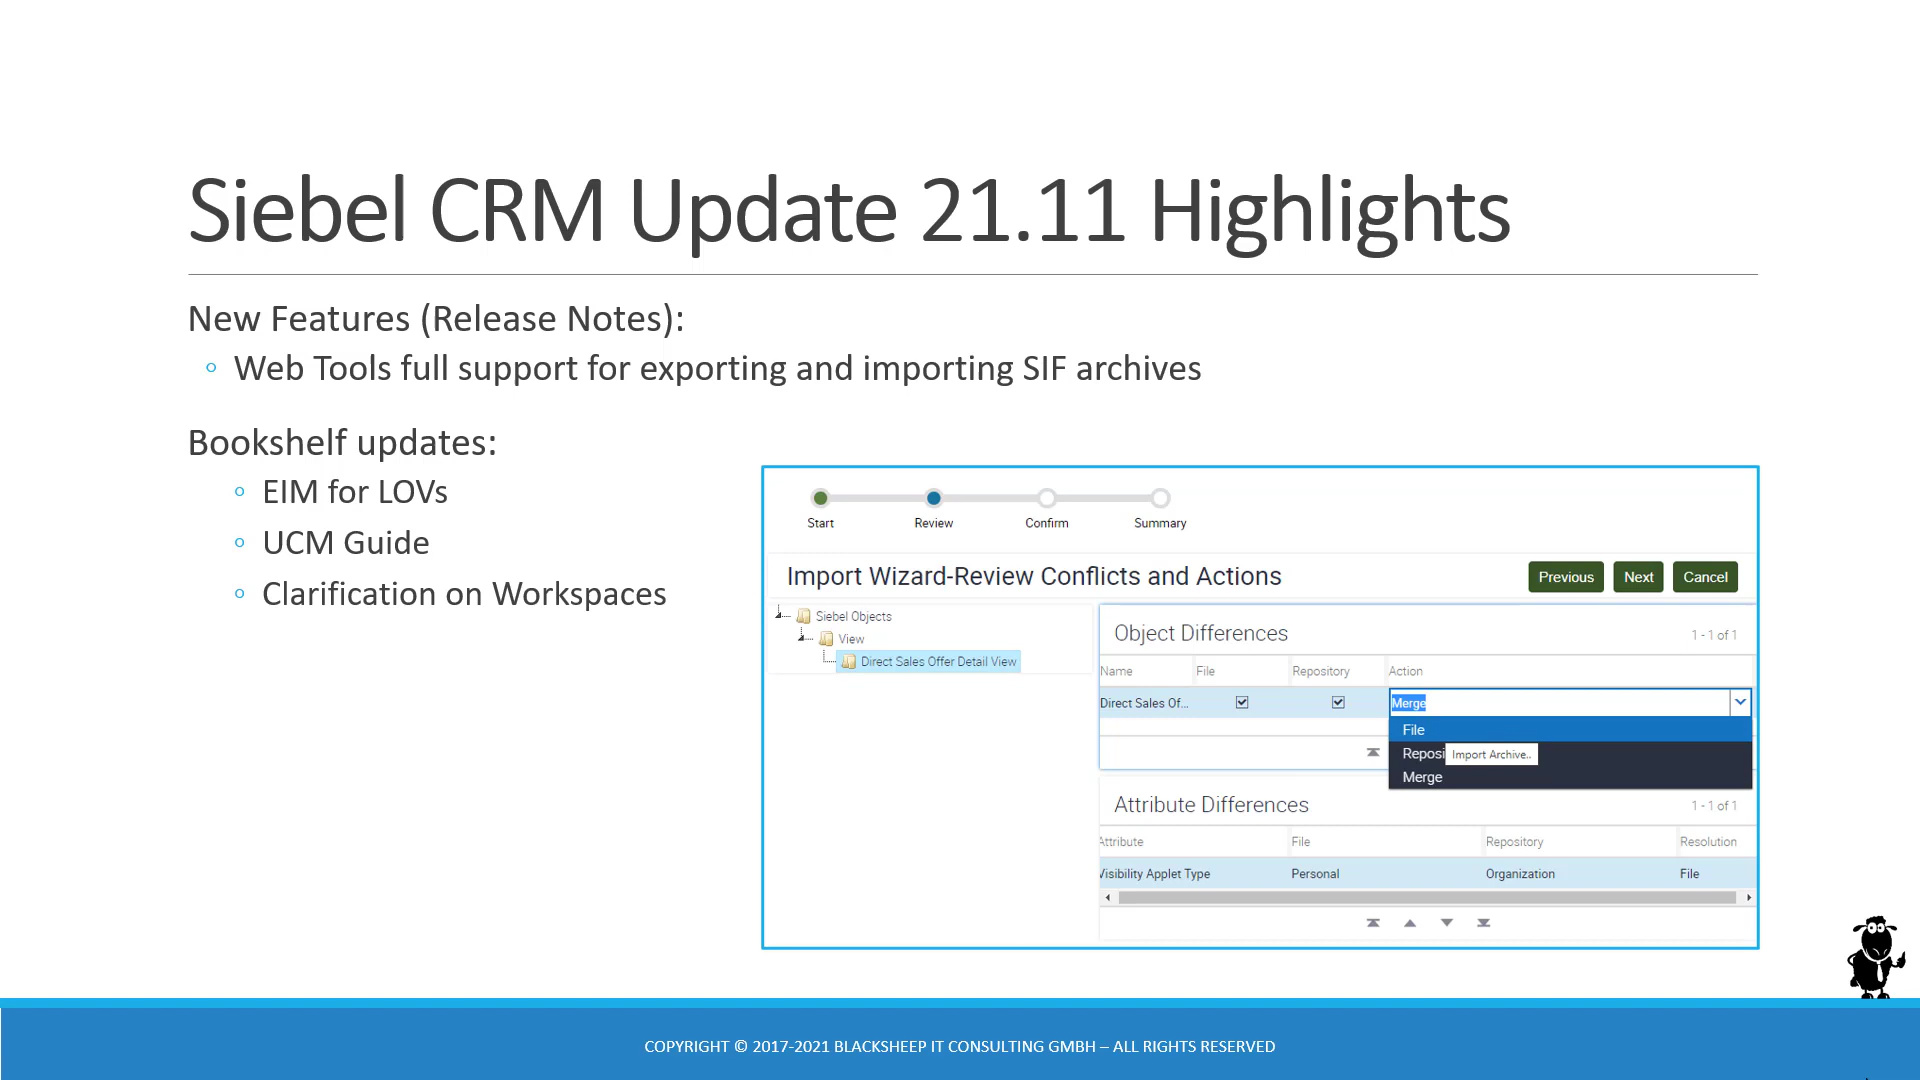 Siebel CRM Update 21.11 Highlights
New Features (Release Notes):
Web Tools full support for exporting and importing SIF archives
Bookshelf updates:
EIM for LOVs
UCM Guide
Clarification on Workspaces
Start Review Confirm Summary
Import Wizard-Review Conflicts and Actions Previous Next Cancel
Siebel Objects
View
Direct Sales Offer Detail View
Object Differences 1 - 1 of 1
Name File Repository Action
Direct Sales Of... Merge
File
Reposi Import Archive..
Merge
Attribute Differences 1 - 1 of 1
Attribute File Repository Resolution
Visibility Applet Type Personal Organization File
COPYRIGHT © 2017-2021 BLACKSHEEP IT CONSULTING GMBH – ALL RIGHTS RESERVED